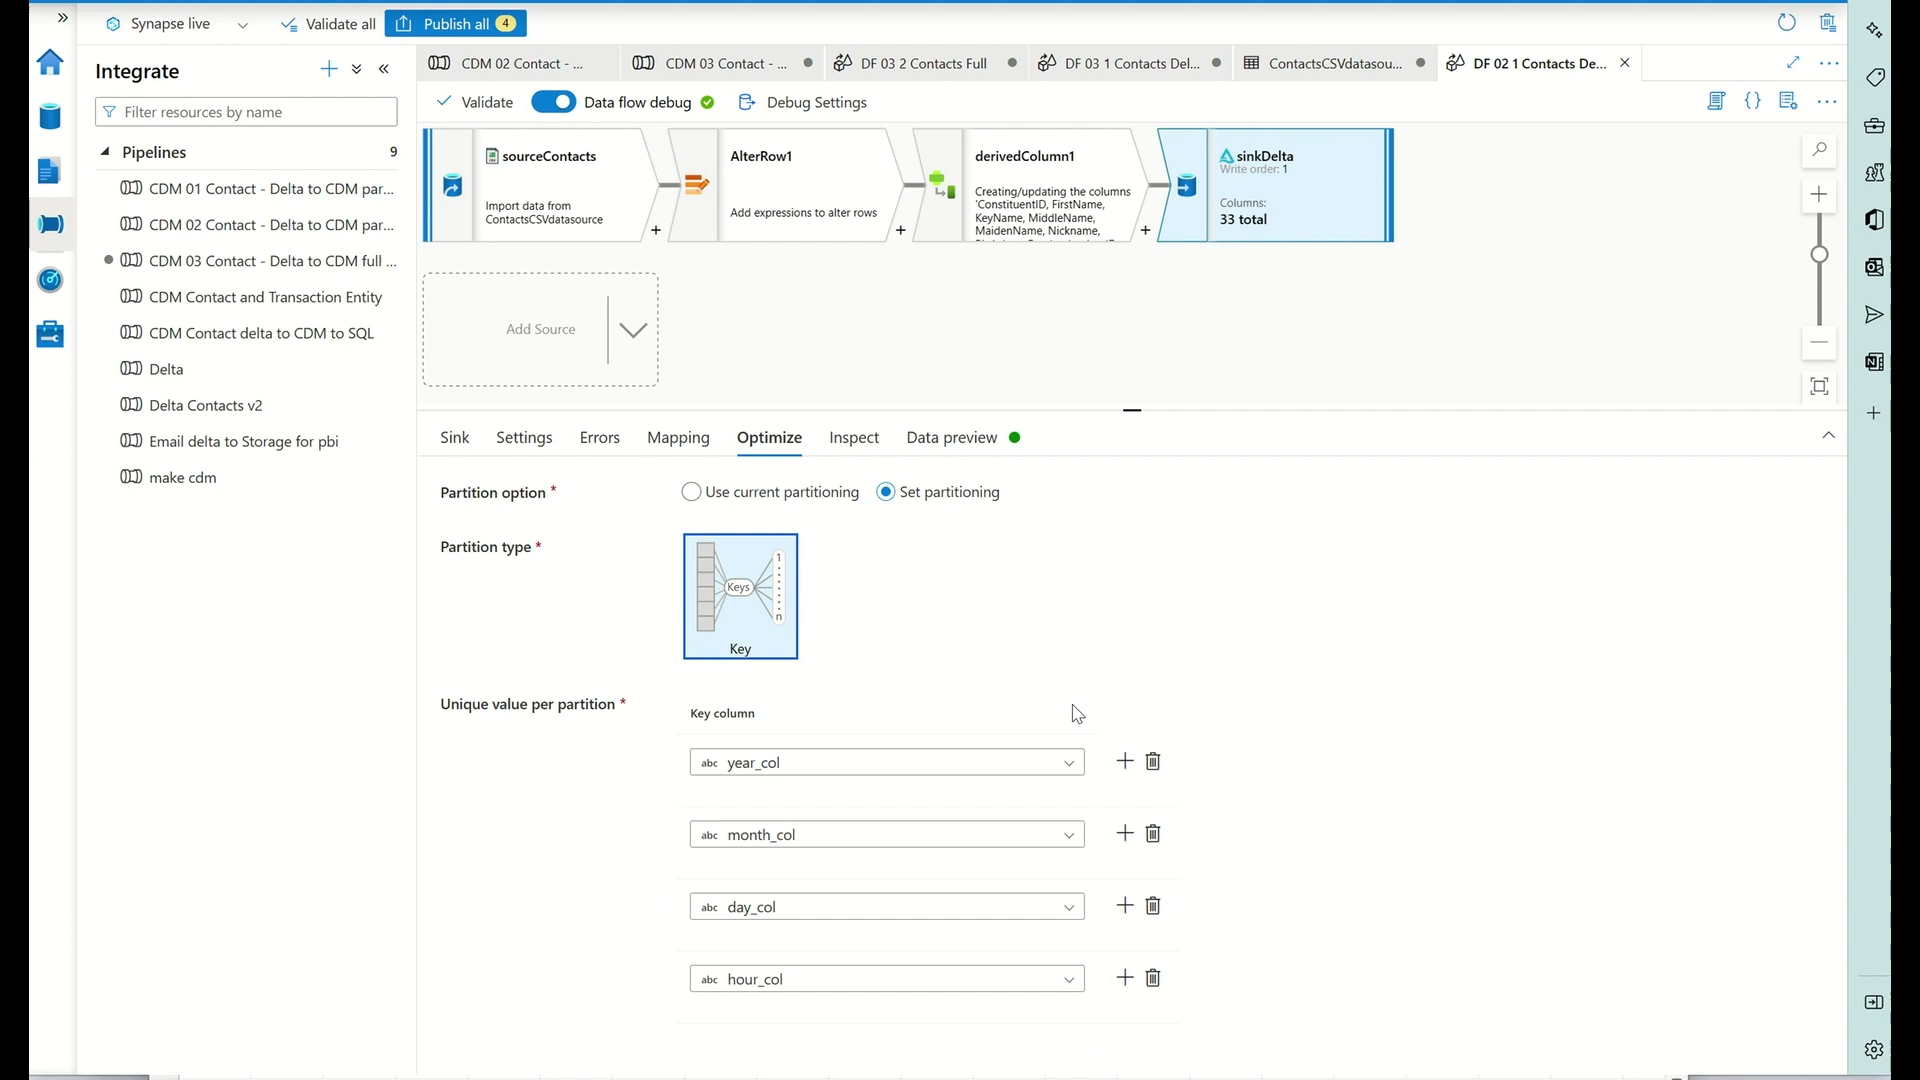 Synapse live
Validate all
Publish all 4
Integrate
Filter resources by name
Pipelines 9
CDM 01 Contact - Delta to CDM par...
CDM 02 Contact - Delta to CDM par...
CDM 03 Contact - Delta to CDM full ...
CDM Contact and Transaction Entity
CDM Contact delta to CDM to SQL
Delta
Delta Contacts v2
Email delta to Storage for pbi
make cdm
CDM 02 Contact - ...
CDM 03 Contact - ...
DF 03 2 Contacts Full
DF 03 1 Contacts Del...
ContactsCSVdatasou...
DF 02 1 Contacts De...
Validate
Data flow debug
Debug Settings
sourceContacts
Import data from
ContactsCSVdatasource
AlterRow1
Add expressions to alter rows
derivedColumn1
Creating/updating the columns
'ConstituentID, FirstName,
KeyName, MiddleName,
MaidenName, Nickname,
sinkDelta
Write order: 1
Columns:
33 total
Add Source
Sink
Settings
Errors
Mapping
Optimize
Inspect
Data preview
Partition option *
Use current partitioning
Set partitioning
Partition type *
Keys
1
n
Key
Unique value per partition *
Key column
abc year_col
abc month_col
abc day_col
abc hour_col